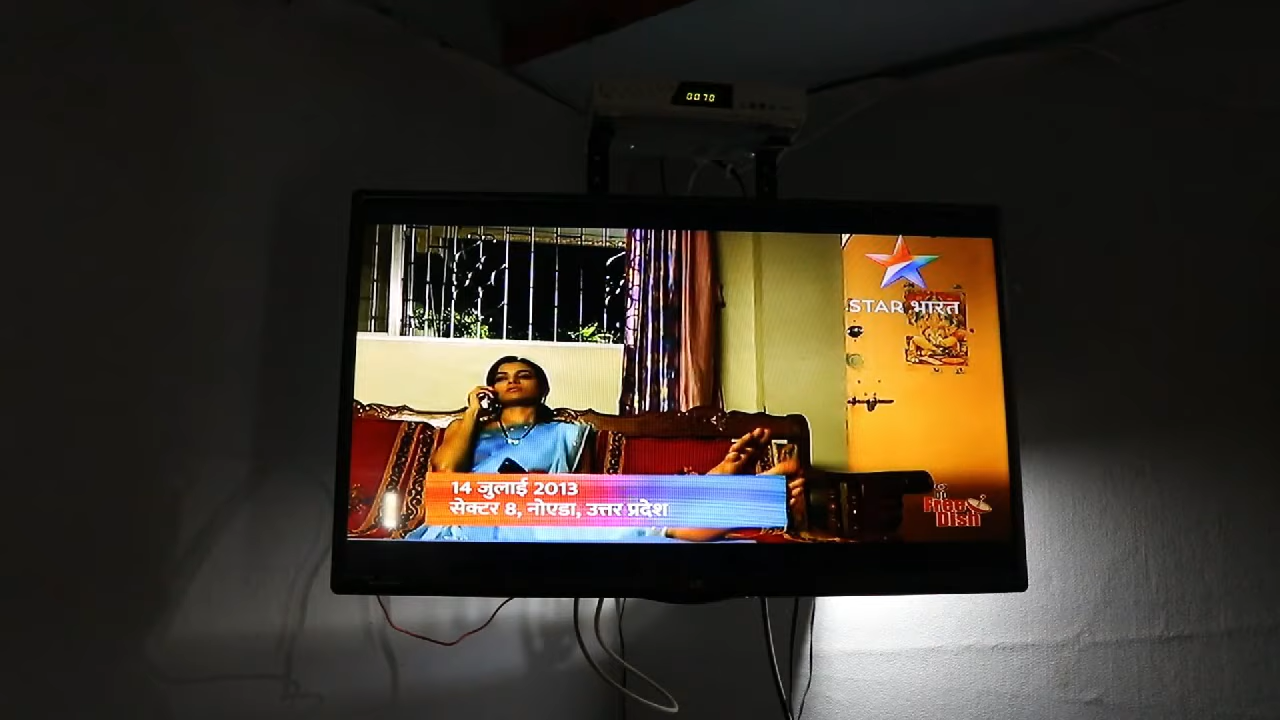 0070
STAR भारत
14 जुलाई 2013
सेक्टर 8, नोएडा, उत्तर प्रदेश
Free
Dish